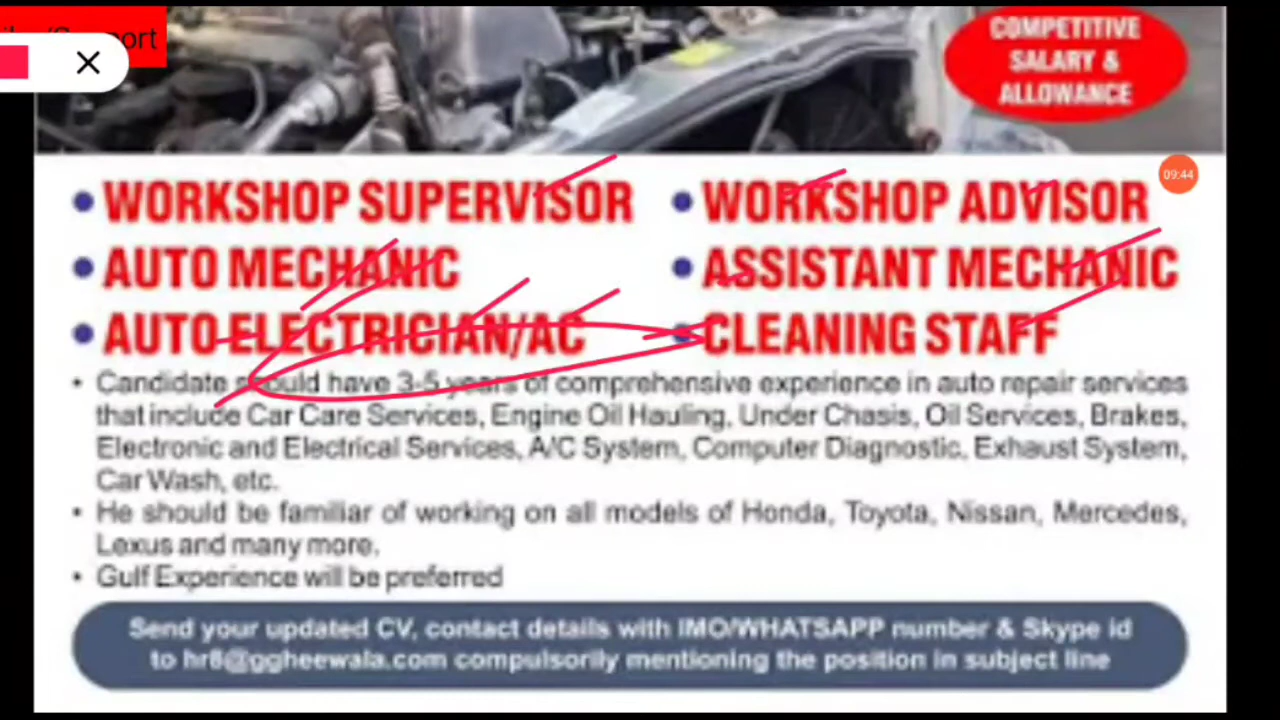 COMPETITIVE
SALARY &
ALLOWANCE
09:44
• WORKSHOP SUPERVISOR
• WORKSHOP ADVISOR
• AUTO MECHANIC
• ASSISTANT MECHANIC
• AUTO ELECTRICIAN/AC
• CLEANING STAFF
• Candidate should have 3-5 years of comprehensive experience in auto repair services
that include Car Care Services, Engine Oil Hauling, Under Chasis, Oil Services, Brakes,
Electronic and Electrical Services, A/C System, Computer Diagnostic, Exhaust System,
Car Wash, etc.
• He should be familiar of working on all models of Honda, Toyota, Nissan, Mercedes,
Lexus and many more.
• Gulf Experience will be preferred
Send your updated CV, contact details with IMO/WHATSAPP number & Skype id
to hr8@ggheewala.com compulsorily mentioning the position in subject line